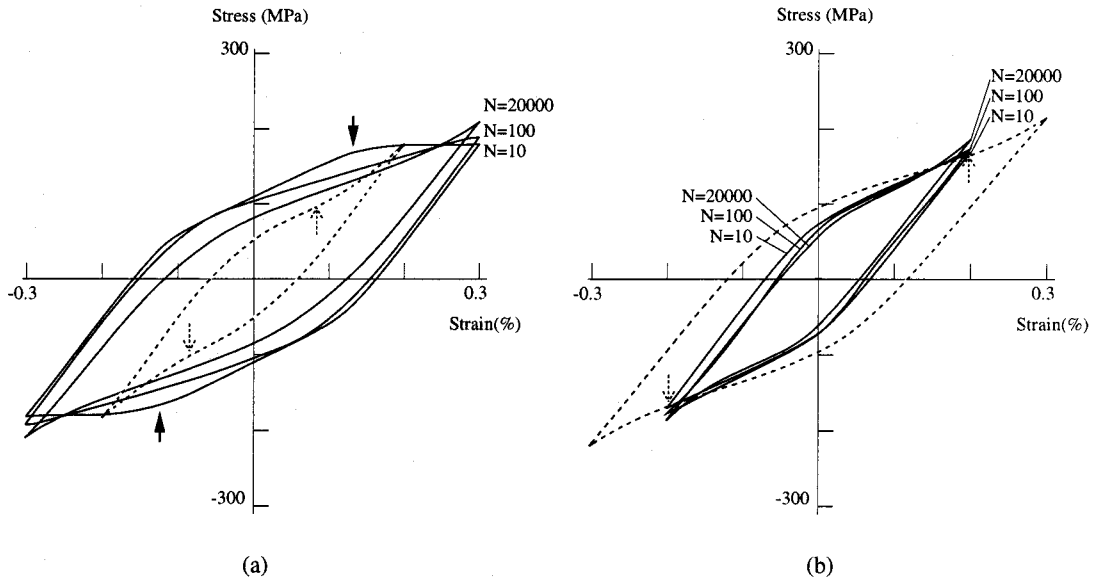 Stress (MPa)
300
N=20000
N=100
N=10
-0.3
0.3
Strain(%)
-300
(a)
Stress (MPa)
300
N=20000
N=100
N=10
N=20000
N=100
N=10
-0.3
0.3
Strain(%)
-300
(b)